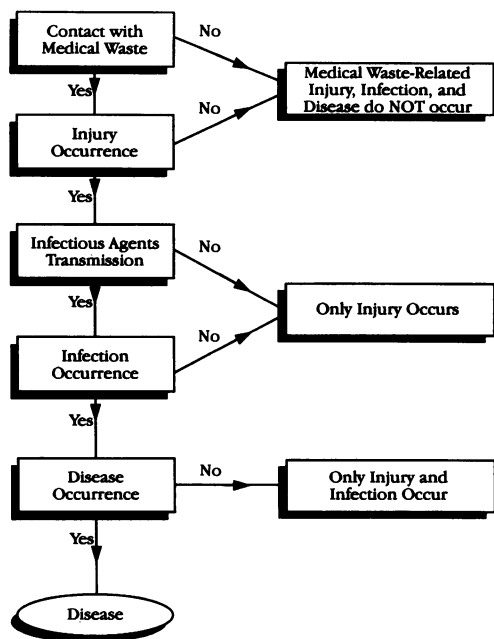 Contact with
Medical Waste
No
Yes
No
Medical Waste-Related
Injury, Infection, and
Disease do NOT occur
Injury
Occurrence
Yes
Infectious Agents
Transmission
No
Yes
No
Only Injury Occurs
Infection
Occurrence
Yes
Disease
Occurrence
No
Only Injury and
Infection Occur
Yes
Disease